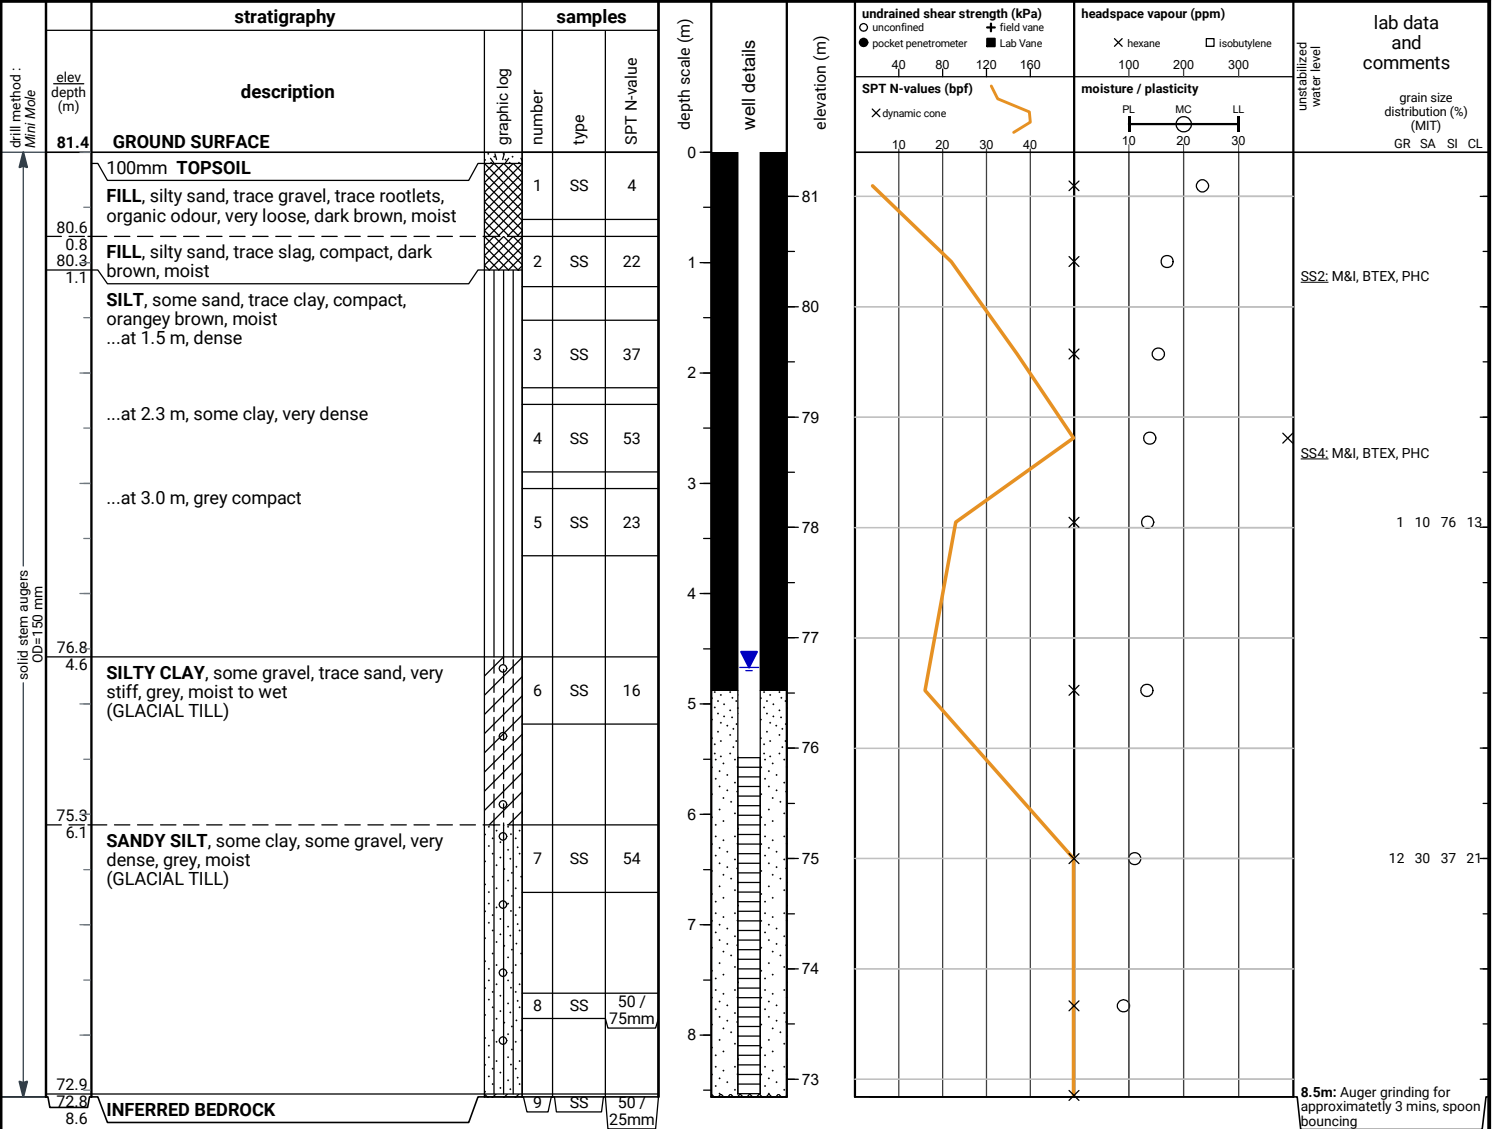 drill method :
Mini Mole
stratigraphy
samples
elev
depth
(m)
description
graphic log
number
type
SPT N-value
depth scale (m)
well details
elevation (m)
undrained shear strength (kPa)
unconfined
field vane
pocket penetrometer
Lab Vane
40 80 120 160
SPT N-values (bpf)
dynamic cone
10 20 30 40
headspace vapour (ppm)
hexane
isobutylene
100 200 300
moisture / plasticity
PL MC LL
10 20 30
unstabilized
water level
lab data
and
comments
grain size
distribution (%)
(MIT)
GR SA SI CL
81.4 GROUND SURFACE
solid stem augers
OD=150 mm
100mm TOPSOIL
FILL, silty sand, trace gravel, trace rootlets,
organic odour, very loose, dark brown, moist
80.6
0.8
FILL, silty sand, trace slag, compact, dark
brown, moist
80.3
1.1
SILT, some sand, trace clay, compact,
orangey brown, moist
...at 1.5 m, dense
...at 2.3 m, some clay, very dense
...at 3.0 m, grey compact
76.8
4.6
SILTY CLAY, some gravel, trace sand, very
stiff, grey, moist to wet
(GLACIAL TILL)
75.3
6.1
SANDY SILT, some clay, some gravel, very
dense, grey, moist
(GLACIAL TILL)
72.9
72.8
8.6
INFERRED BEDROCK
1 SS 4
2 SS 22
3 SS 37
4 SS 53
5 SS 23
6 SS 16
7 SS 54
8 SS 50 /
75mm
9 SS 50 /
25mm
0
1
2
3
4
5
6
7
8
81
80
79
78
77
76
75
74
73
SS2: M&I, BTEX, PHC
SS4: M&I, BTEX, PHC
1 10 76 13
12 30 37 21
8.5m: Auger grinding for
approximatetly 3 mins, spoon
bouncing